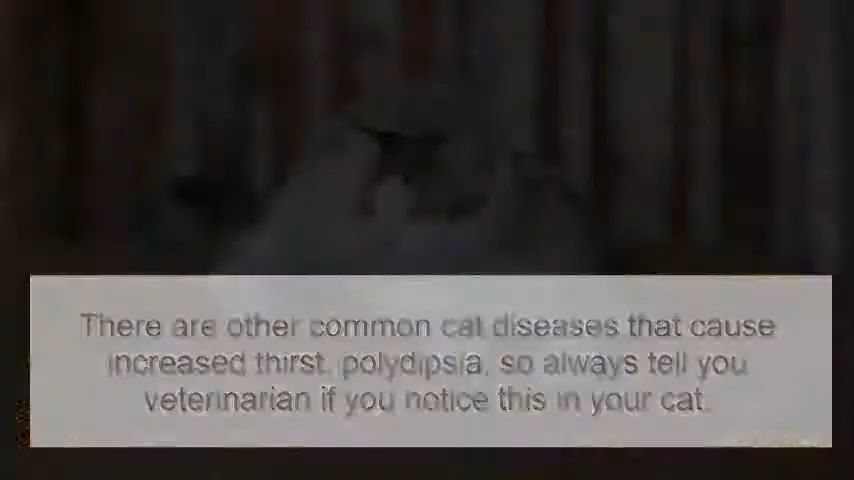 There are other common cat diseases that cause
increased thirst, polydipsia, so always tell you
veterinarian if you notice this in your cat.